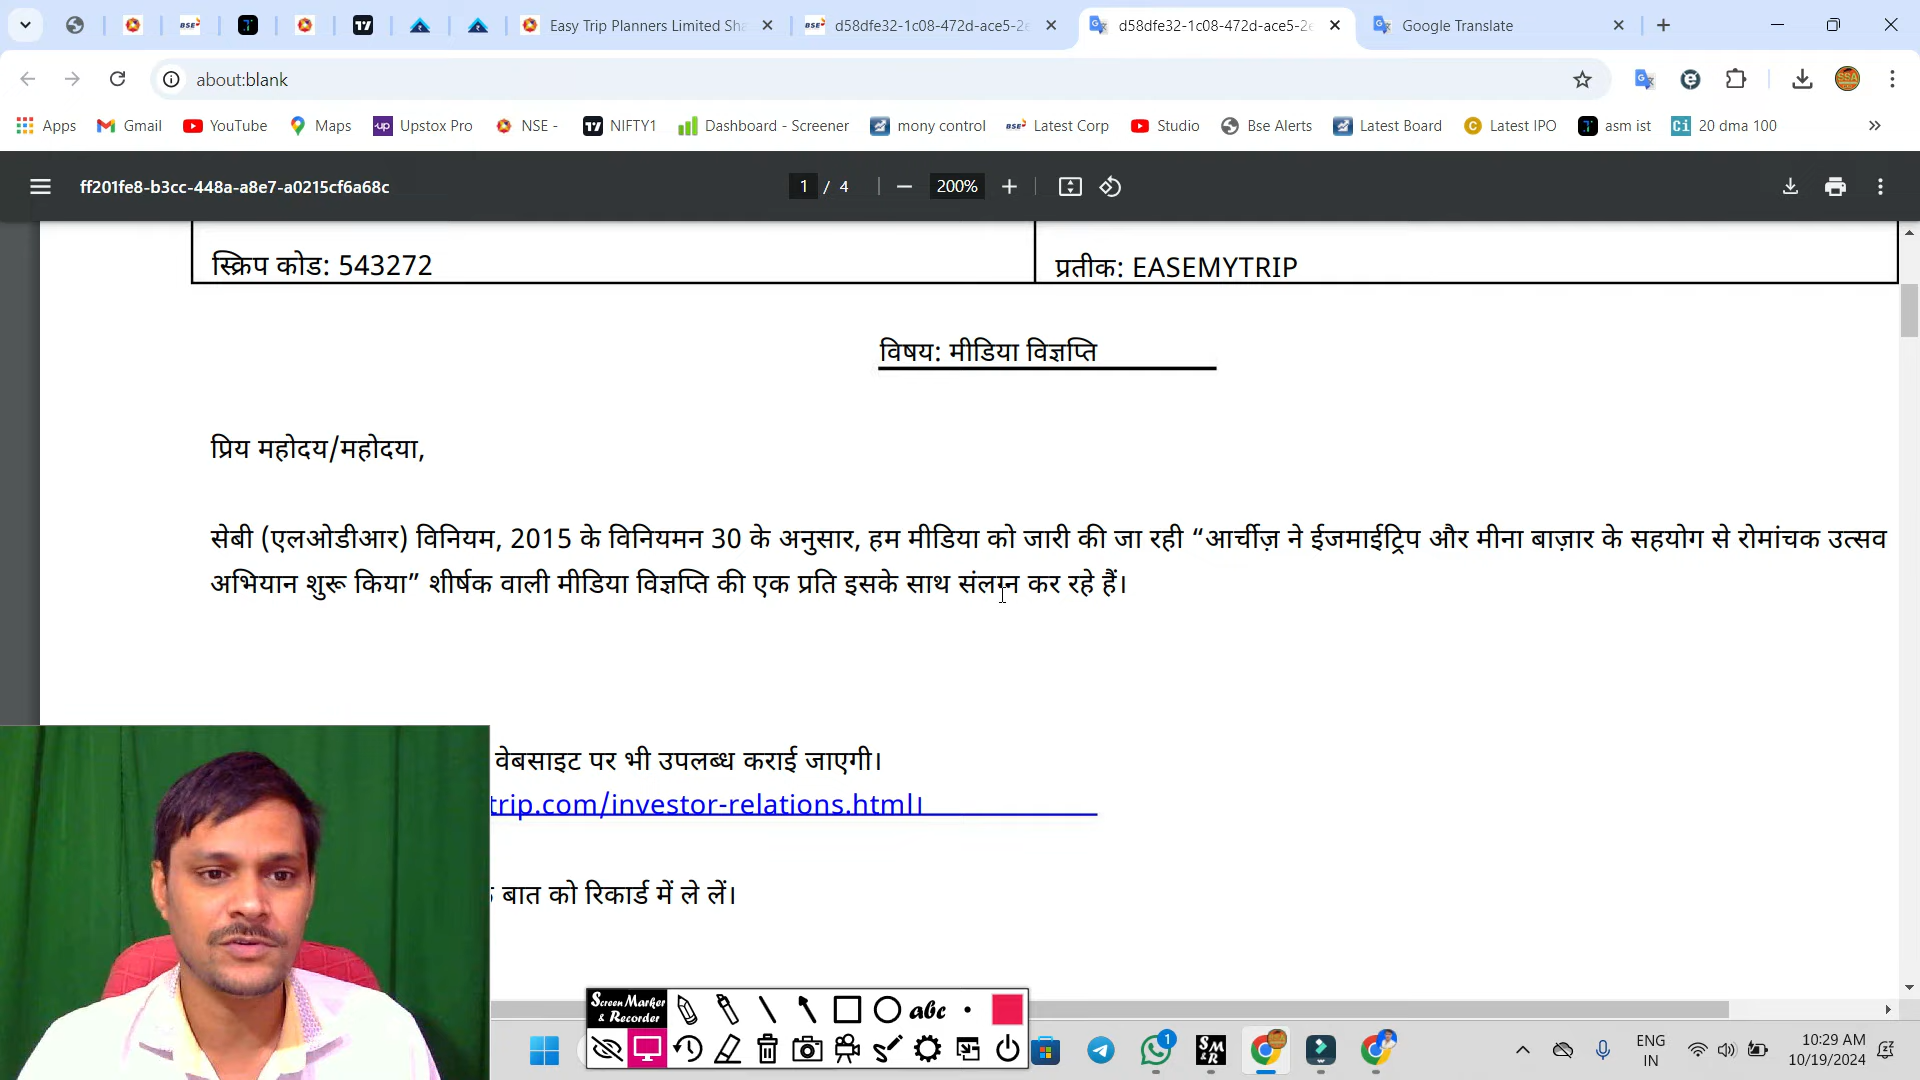 Easy Trip Planners Limited Sha
d58dfe32-1c08-472d-ace5-2e
d58dfe32-1c08-472d-ace5-2e
Google Translate
about:blank
Apps
Gmail
YouTube
Maps
Upstox Pro
NSE -
NIFTY1
Dashboard - Screener
mony control
Latest Corp
Studio
Bse Alerts
Latest Board
Latest IPO
asm ist
20 dma 100
ff201fe8-b3cc-448a-a8e7-a0215cf6a68c
1 / 4
200%
स्क्रिप कोड: 543272
प्रतीक: EASEMYTRIP
विषय: मीडिया विज्ञप्ति
प्रिय महोदय/महोदया,
सेबी (एलओडीआर) विनियम, 2015 के विनियमन 30 के अनुसार, हम मीडिया को जारी की जा रही “आर्चीज़ ने ईजमाईट्रिप और मीना बाज़ार के सहयोग से रोमांचक उत्सव
अभियान शुरू किया” शीर्षक वाली मीडिया विज्ञप्ति की एक प्रति इसके साथ संलग्न कर रहे हैं।
वेबसाइट पर भी उपलब्ध कराई जाएगी।
trip.com/investor-relations.html।
बात को रिकार्ड में ले लें।
Screen Marker
& Recorder
abc
ENG
IN
10:29 AM
10/19/2024